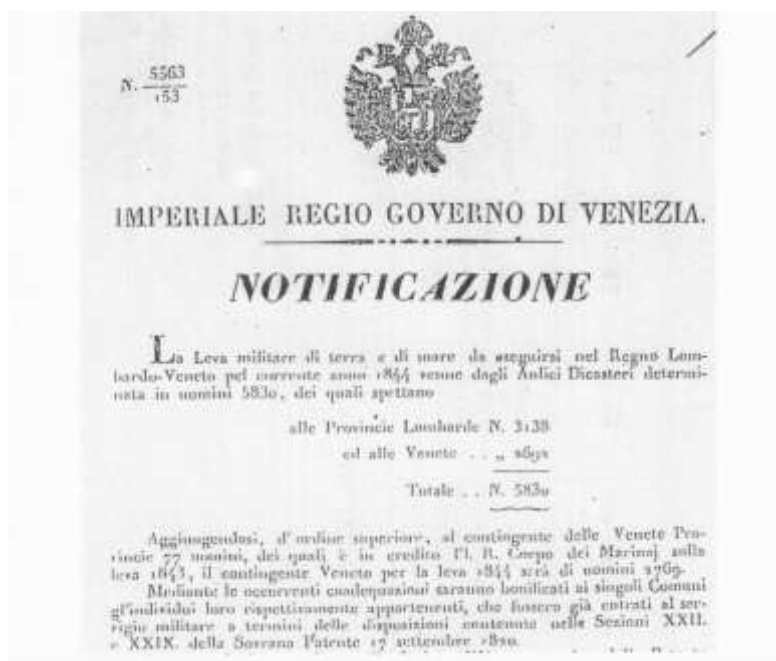 N. 5563
153
IMPERIALE REGIO GOVERNO DI VENEZIA.
NOTIFICAZIONE
La Leva militare di terra e di mare da eseguirsi nel Regno Lom-
bardo-Veneto pel corrente anno 1844 venne dagli Aulici Dicasteri determi-
nata in uomini 5830, dei quali spettano
alle Provincie Lombarde N. 3138
ed alle Venete . . „ 2692
Totale . . N. 5830
Aggiungendosi, d'ordine superiore, al contingente delle Venete Pro-
vincie 77 uomini, dei quali è in credito l'I. R. Corpo dei Marinaj sulla
leva 1843, il contingente Veneto per la leva 1844 sarà di uomini 2769.
Mediante le occorrenti conguazioni saranno bonificati ai singoli Comuni
gl'individui loro rispettivamente appartenenti, che fossero già entrati al ser-
vigio militare a termini delle disposizioni contenute nelle Sezioni XXII.
e XXIX. della Sovrana Patente 17 settembre 1820.